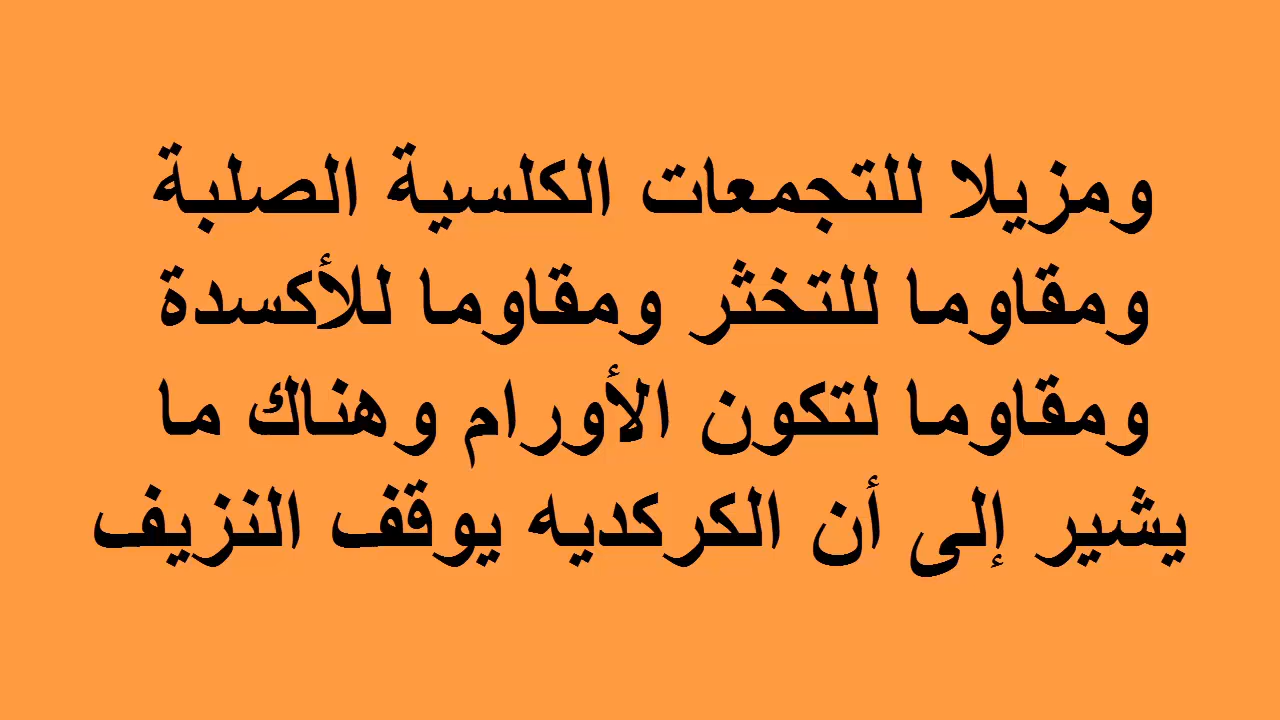 ومزيلا للتجمعات الكلسية الصلبة
ومقاوما للتخثر ومقاوما للأكسدة
ومقاوما لتكون الأورام وهناك ما
يشير إلى أن الكركديه يوقف النزيف